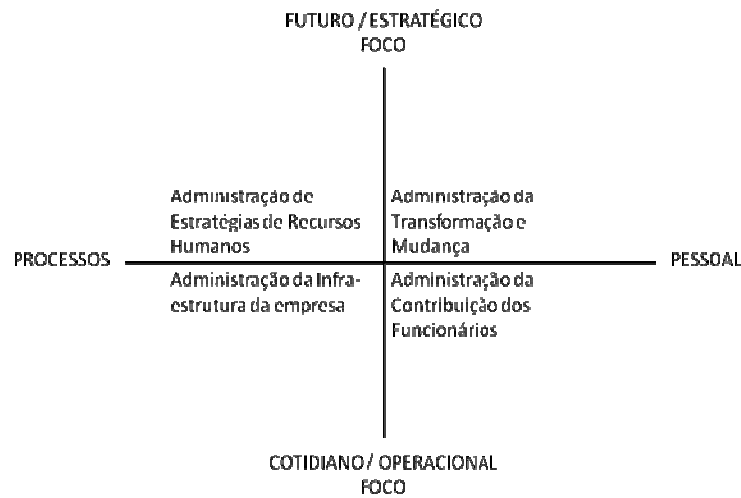 FUTURO / ESTRATÉGICO
FOCO
Administração de
Estratégias de Recursos
Humanos
Administração da
Transformação e
Mudança
PROCESSOS
PESSOAL
Administração da Infra-
estrutura da empresa
Administração da
Contribuição dos
Funcionários
COTIDIANO / OPERACIONAL
FOCO